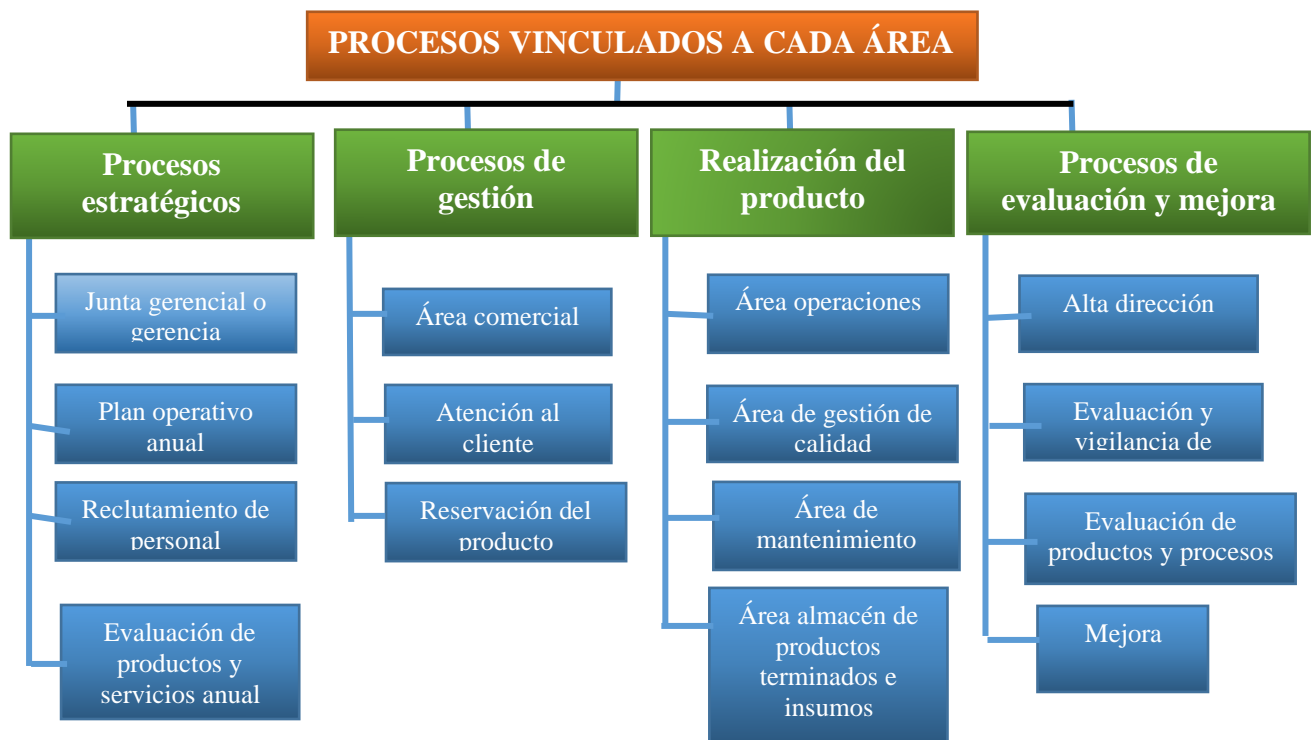 PROCESOS VINCULADOS A CADA ÁREA
Procesos
estratégicos
Junta gerencial o
gerencia
Plan operativo
anual
Reclutamiento de
personal
Evaluación de
productos y
servicios anual
Procesos de
gestión
Área comercial
Atención al
cliente
Reservación del
producto
Realización del
producto
Área operaciones
Área de gestión de
calidad
Área de
mantenimiento
Área almacén de
productos
terminados e
insumos
Procesos de
evaluación y mejora
Alta dirección
Evaluación y
vigilancia de
Evaluación de
productos y procesos
Mejora